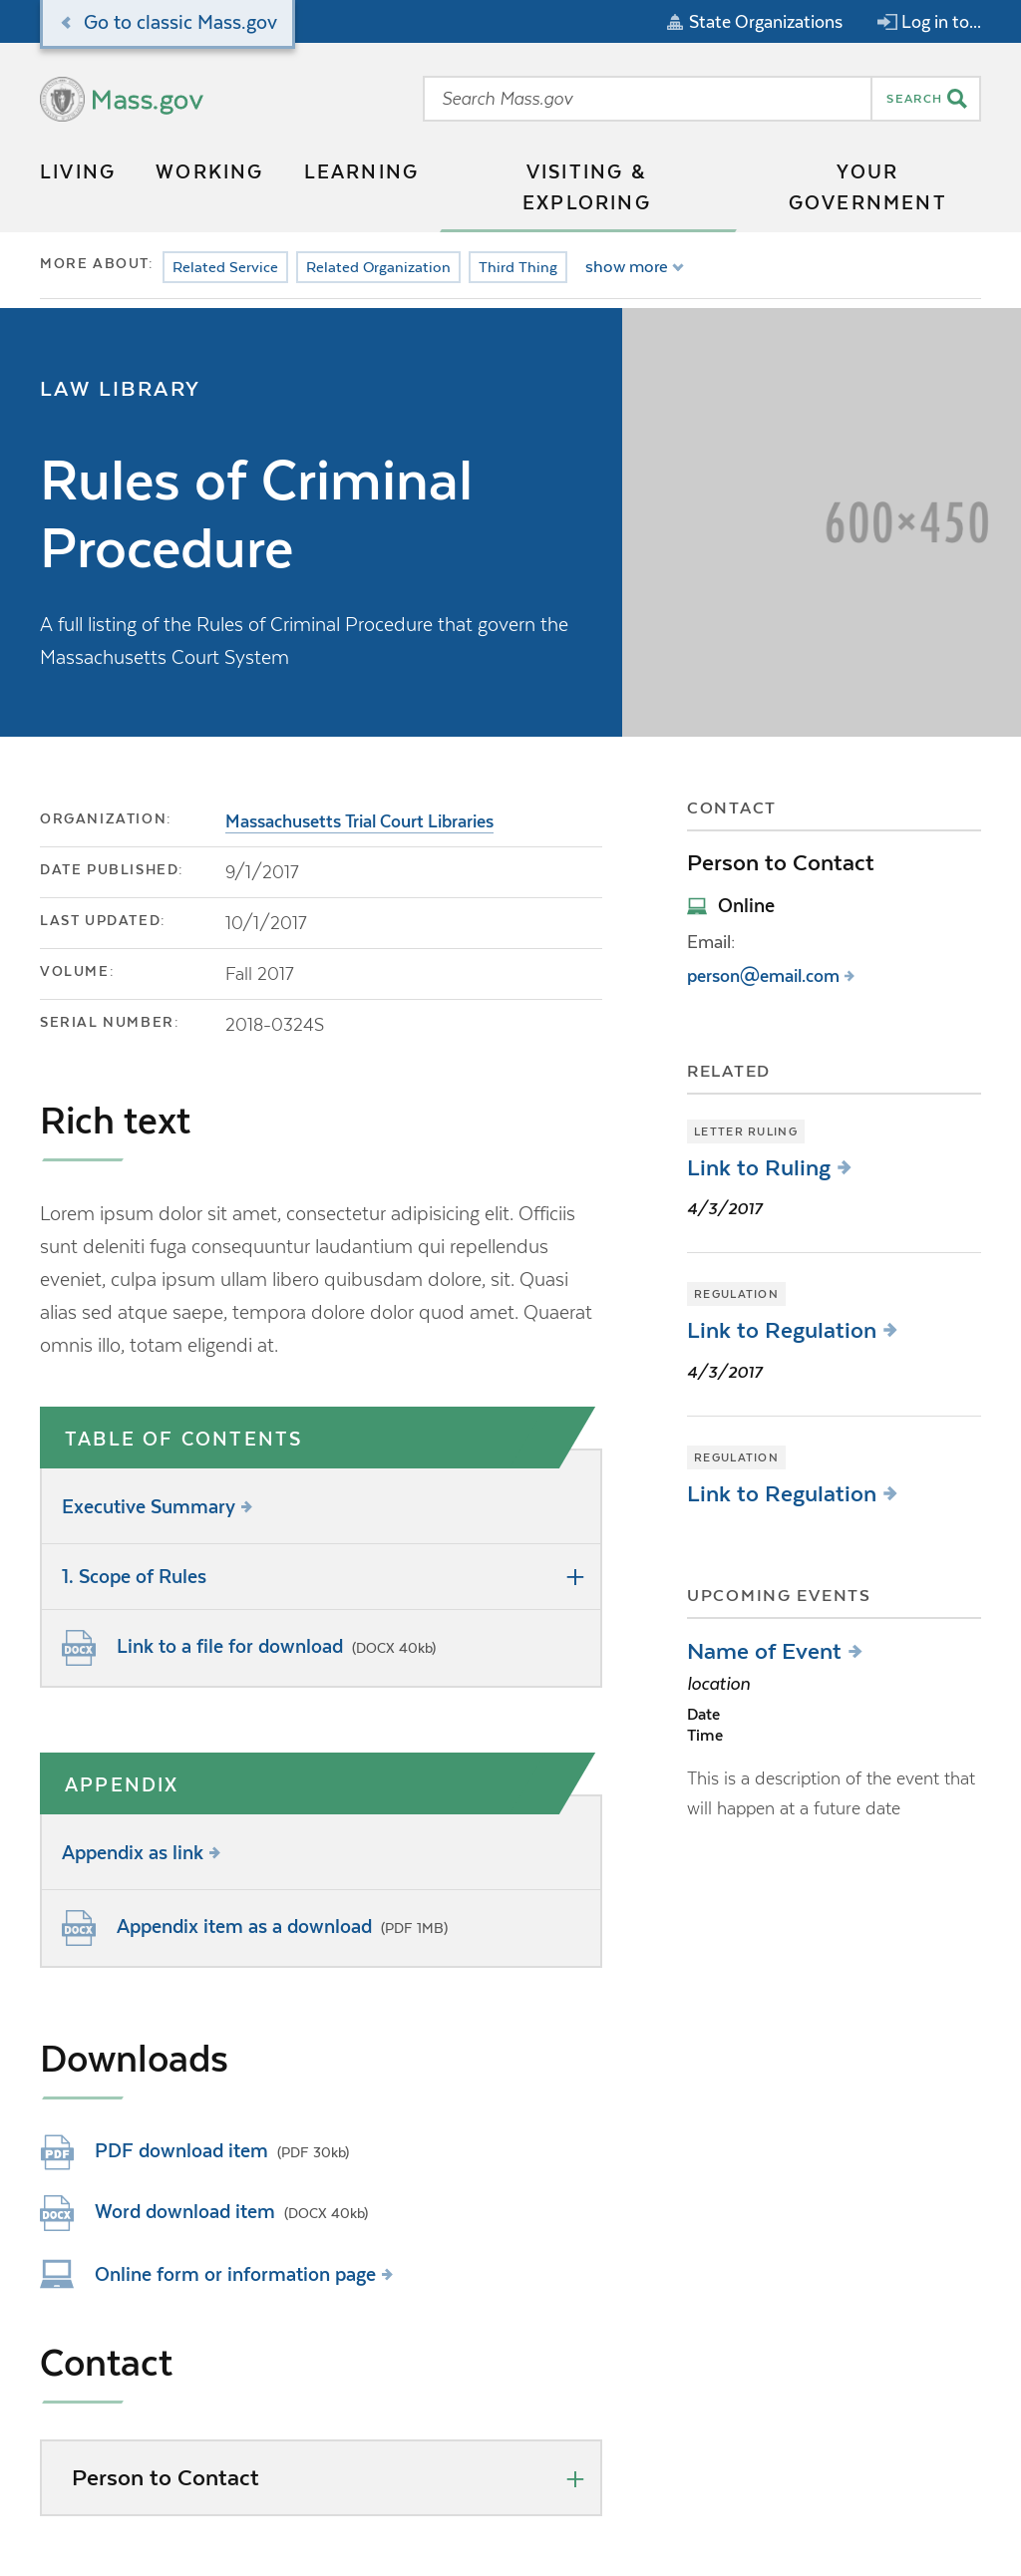 Go to classic Mass.gov
State Organizations
Log in to...
Mass.gov
Search Mass.gov
SEARCH
LIVING
WORKING
LEARNING
VISITING &
EXPLORING
YOUR
GOVERNMENT
MORE ABOUT:
Related Service
Related Organization
Third Thing
show more
LAW LIBRARY
Rules of Criminal
Procedure
A full listing of the Rules of Criminal Procedure that govern the
Massachusetts Court System
600×450
ORGANIZATION:
Massachusetts Trial Court Libraries
DATE PUBLISHED:
9/1/2017
LAST UPDATED:
10/1/2017
VOLUME:
Fall 2017
SERIAL NUMBER:
2018-0324S
Rich text
Lorem ipsum dolor sit amet, consectetur adipisicing elit. Officiis
sunt deleniti fuga consequuntur laudantium qui repellendus
eveniet, culpa ipsum ullam libero quibusdam dolore, sit. Quasi
alias sed atque saepe, tempora dolore dolor quod amet. Quaerat
omnis illo, totam eligendi at.
TABLE OF CONTENTS
Executive Summary
1. Scope of Rules
DOCX
Link to a file for download (DOCX 40kb)
APPENDIX
Appendix as link
DOCX
Appendix item as a download (PDF 1MB)
Downloads
PDF
PDF download item (PDF 30kb)
DOCX
Word download item (DOCX 40kb)
Online form or information page
Contact
Person to Contact
CONTACT
Person to Contact
Online
Email:
person@email.com
RELATED
LETTER RULING
Link to Ruling
4/3/2017
REGULATION
Link to Regulation
4/3/2017
REGULATION
Link to Regulation
UPCOMING EVENTS
Name of Event
location
Date
Time
This is a description of the event that
will happen at a future date